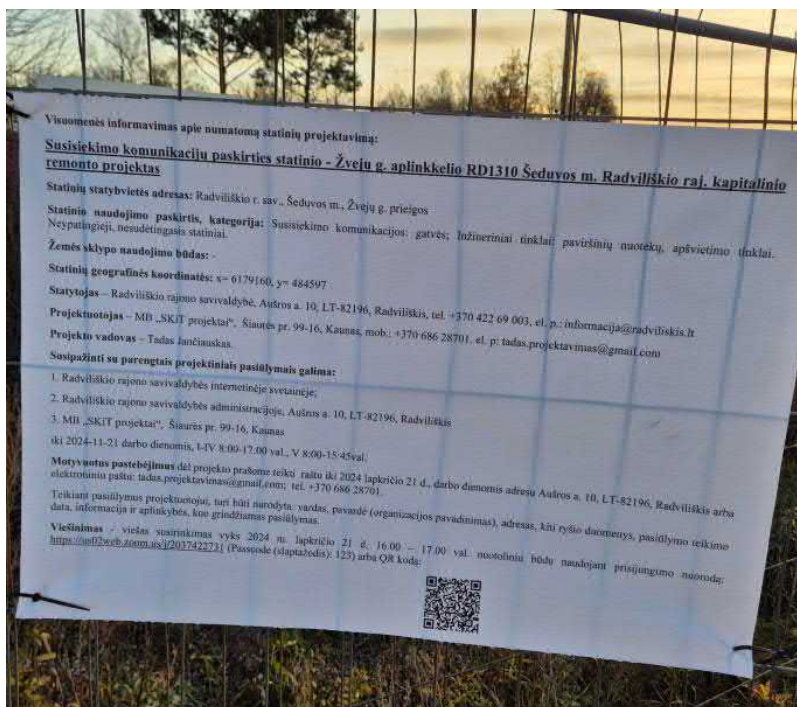 Visuomenės informavimas apie numatomą statinių projektavimą:
Susisiekimo komunikacijų paskirties statinio - Žvejų g. aplinkkelio RD1310 Šeduvos m. Radviliškio raj. kapitalinio
remonto projektas
Statinių statybvietės adresas: Radviliškio r. sav., Šeduvos m., Žvejų g. prieigos
Statinio naudojimo paskirtis, kategorija: Susisiekimo komunikacijos: gatvės; Inžineriniai tinklai: paviršinių nuotekų, apšvietimo tinklai.
Neypatingieji, nesudėtingasis statiniai.
Žemės sklypo naudojimo būdas: -
Statinių geografinės koordinatės: x= 6179160, y= 484597
Statytojas – Radviliškio rajono savivaldybė, Aušros a. 10, LT-82196, Radviliškis, tel. +370 422 69 003, el. p.: informacija@radviliskis.lt
Projektuotojas - MB „SKiT projektai“, Šiaurės pr. 99-16, Kaunas, mob.: +370 686 28701. el. p: tadas.projektavimas@gmail.com
Projekto vadovas - Tadas Jančiauskas.
Susipažinti su parengtais projektiniais pasiūlymais galima:
1. Radviliškio rajono savivaldybės internetinėje svetainėje;
2. Radviliškio rajono savivaldybės administracijoje, Aušros a. 10, LT-82196, Radviliškis
3. MB „SKIT projektai“, Šiaurės pr. 99-16, Kaunas
iki 2024-11-21 darbo dienomis, I-IV 8:00-17:00 val., V 8:00-15:45val.
Motyvuotus pastebėjimus dėl projekto prašome teikti raštu iki 2024 lapkričio 21 d., darbo dienomis adresu Aušros a. 10, LT-82196, Radviliškis arba
elektroniniu paštu: tadas.projektavimas@gmail.com; tel. +370 686 28701.
Teikiant pasiūlymus projektuotojui, turi būti nurodyta: vardas, pavardė (organizacijos pavadinimas), adresas, kiti ryšio duomenys, pasiūlymo teikimo
data, informacija ir aplinkybės, kuo grindžiamas pasiūlymas.
Viešinimas - viešas susirinkimas vyks 2024 m. lapkričio 21 d. 16.00 – 17.00 val. nuotoliniu būdu naudojant prisijungimo nuorodą:
https://us02web.zoom.us/j/203742273 (Passcode (slaptažodis): 123) arba QR kodą: